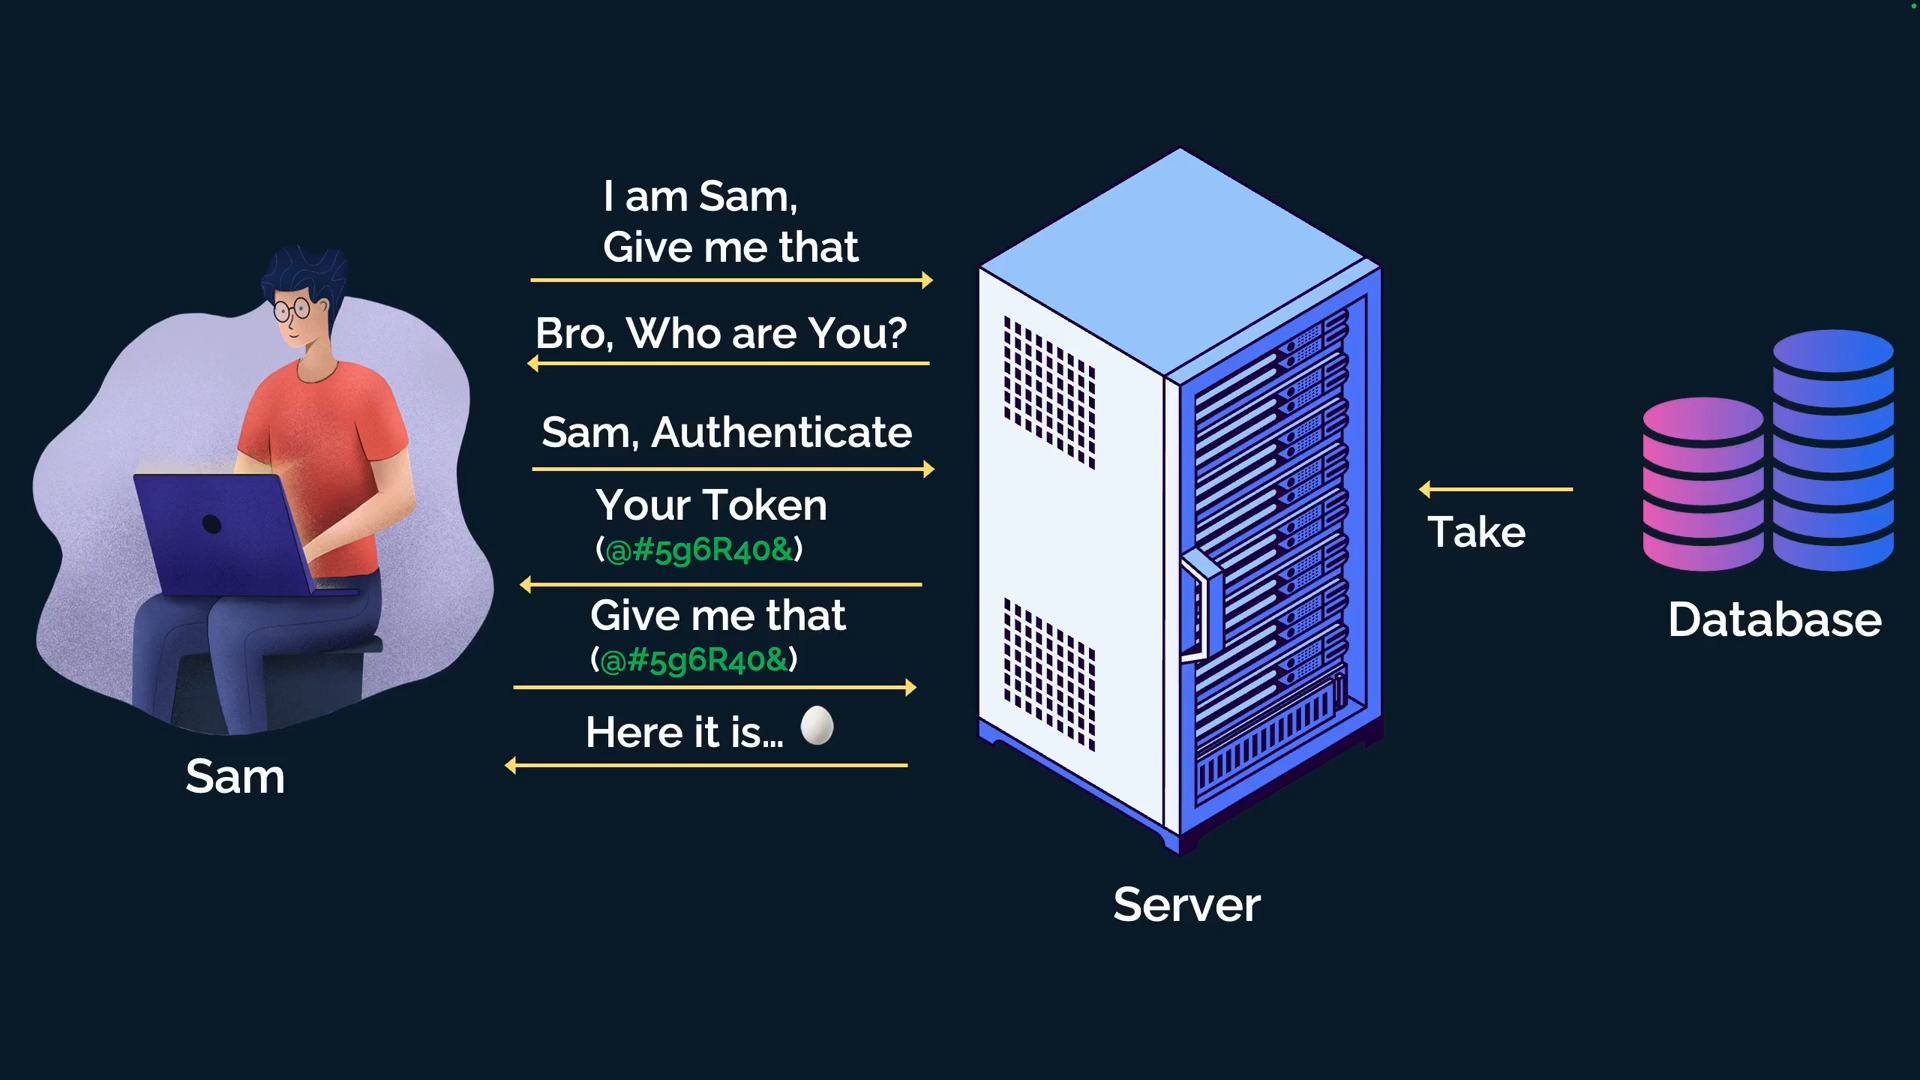 I am Sam,
Give me that
Bro, Who are You?
Sam, Authenticate
Your Token
(@#5g6R40&)
Give me that
(@#5g6R40&)
Here it is...
Sam
Server
Take
Database